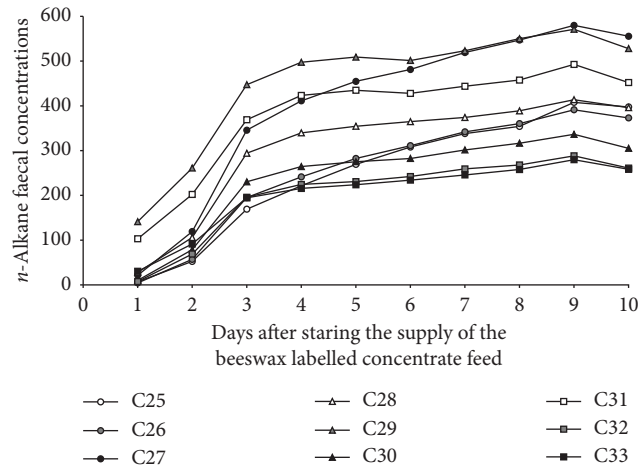 600
500
400
300
200
100
0
n-Alkane faecal concentrations
0 1 2 3 4 5 6 7 8 9 10
Days after staring the supply of the
beeswax labelled concentrate feed
C25 C28 C31
C26 C29 C32
C27 C30 C33